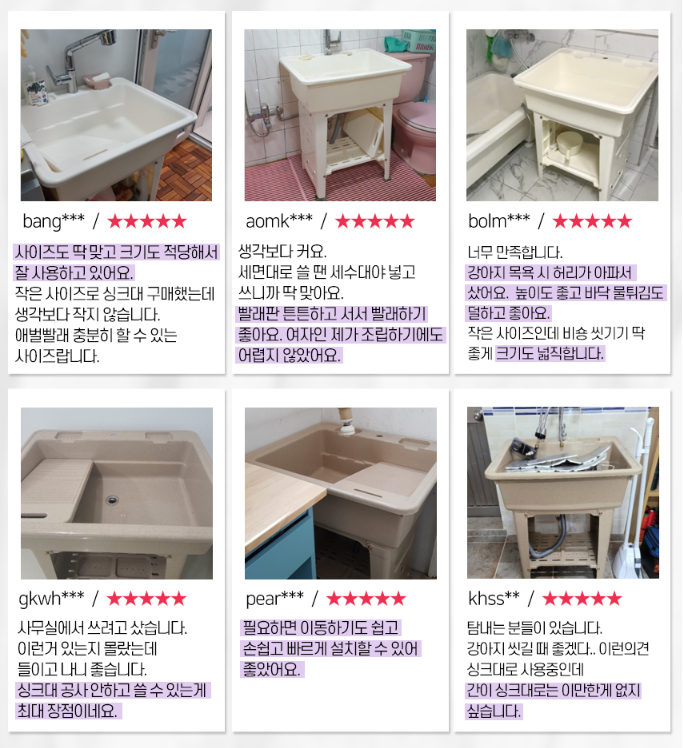 bang*** / ★★★★★
사이즈도 딱 맞고 크기도 적당해서
잘 사용하고 있어요.
작은 사이즈로 싱크대 구매했는데
생각보다 작지 않습니다.
애벌빨래 충분히 할 수 있는
사이즈랍니다.
aomk*** / ★★★★★
생각보다 커요.
세면대로 쓸 땐 세수대야 넣고
쓰니까 딱 맞아요.
빨래판 튼튼하고 서서 빨래하기
좋아요. 여자인 제가 조립하기에도
어렵지 않았어요.
bolm*** / ★★★★★
너무 만족합니다.
강아지 목욕 시 허리가 아파서
샀어요. 높이도 좋고 바닥 물튀김도
덜하고 좋아요.
작은 사이즈인데 비숑 씻기기 딱
좋게 크기도 넓직합니다.
gkwh*** / ★★★★★
사무실에서 쓰려고 샀습니다.
이런거 있는지 몰랐는데
들이고 나니 좋습니다.
싱크대 공사 안하고 쓸 수 있는게
최대 장점이네요.
pear*** / ★★★★★
필요하면 이동하기도 쉽고
손쉽고 빠르게 설치할 수 있어
좋았어요.
khss** / ★★★★★
탐내는 분들이 있습니다.
강아지 씻길 때 좋겠다.. 이런의견
싱크대로 사용중인데
간이 싱크대로는 이만한게 없지
싶습니다.